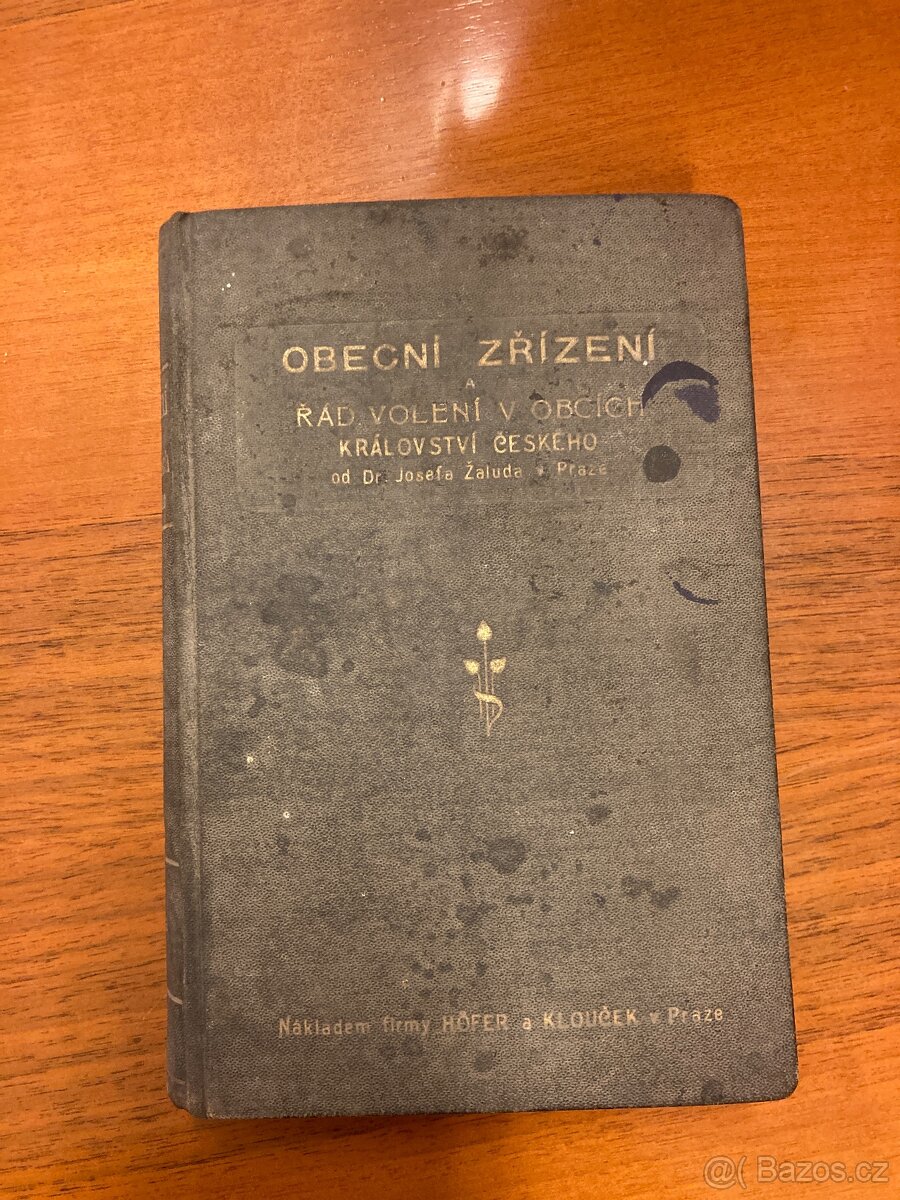 OBECNÍ ZŘÍZENÍ
A
ŘÁD VOLENÍ V OBCÍCH
KRÁLOVSTVÍ ČESKÉHO
od Dr. Josefa Žaluda v Praze
Nákladem firmy HÖFER a KLOUČEK v Praze
@( Bazos.cz